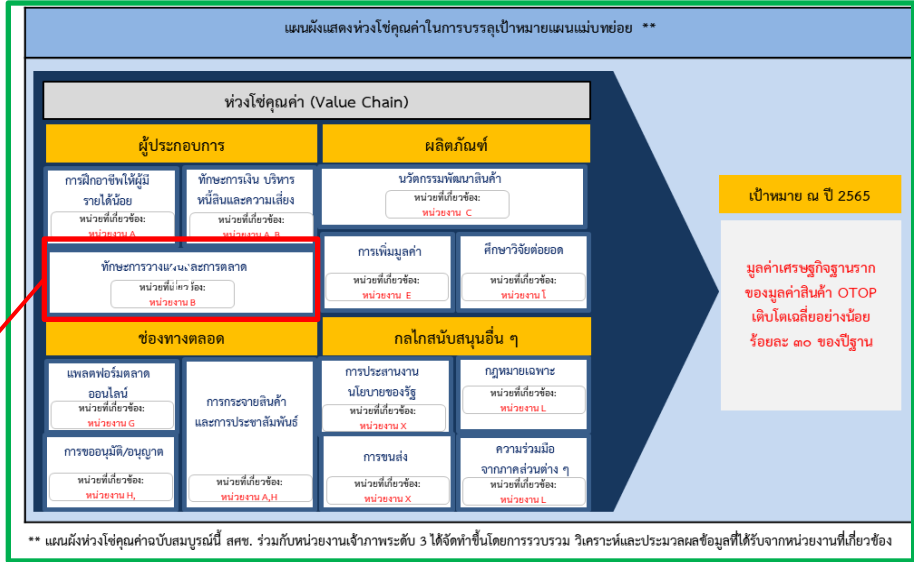 แผนผังแสดงห่วงโซ่คุณค่าในการบรรลุเป้าหมายแผนแม่บทย่อย **
ห่วงโซ่คุณค่า (Value Chain)
ผู้ประกอบการ
การฝึกอาชีพให้ผู้มี
รายได้น้อย
หน่วยที่เกี่ยวข้อง:
หน่วยงาน A
ทักษะการเงิน บริหาร
หนี้สินและความเสี่ยง
หน่วยที่เกี่ยวข้อง:
หน่วยงาน A, B
ทักษะการวางแผนและการตลาด
หน่วยที่เกี่ยวข้อง:
หน่วยงาน B
ผลิตภัณฑ์
นวัตกรรมพัฒนาสินค้า
หน่วยที่เกี่ยวข้อง:
หน่วยงาน C
การเพิ่มมูลค่า
หน่วยที่เกี่ยวข้อง:
หน่วยงาน E
ศึกษาวิจัยต่อยอด
หน่วยที่เกี่ยวข้อง:
หน่วยงาน
ช่องทางตลอด
แพลตฟอร์มตลาด
ออนไลน์
หน่วยที่เกี่ยวข้อง:
หน่วยงาน G
การกระจายสินค้า
และการประชาสัมพันธ์
หน่วยที่เกี่ยวข้อง:
หน่วยงาน A,H
การขออนุมัติ/อนุญาต
หน่วยที่เกี่ยวข้อง:
หน่วยงาน H,
กลไกสนับสนุนอื่น ๆ
การประสานงาน
นโยบายของรัฐ
หน่วยที่เกี่ยวข้อง:
หน่วยงาน X
กฎหมายเฉพาะ
หน่วยที่เกี่ยวข้อง:
หน่วยงาน L
การขนส่ง
หน่วยที่เกี่ยวข้อง:
หน่วยงาน X
ความร่วมมือ
จากภาคส่วนต่าง ๆ
หน่วยที่เกี่ยวข้อง:
หน่วยงาน L
เป้าหมาย ณ ปี 2565
มูลค่าเศรษฐกิจฐานราก
ของมูลค่าสินค้า OTOP
เติบโตเฉลี่ยอย่างน้อย
ร้อยละ ๓๐ ของปีฐาน
** แผนผังห่วงโซ่คุณค่าฉบับสมบูรณ์นี้ สศช. ร่วมกับหน่วยงานเจ้าภาพระดับ 3 ได้จัดทำขึ้นโดยการรวบรวม วิเคราะห์และประมวลผลข้อมูลที่ได้รับจากหน่วยงานที่เกี่ยวข้อง